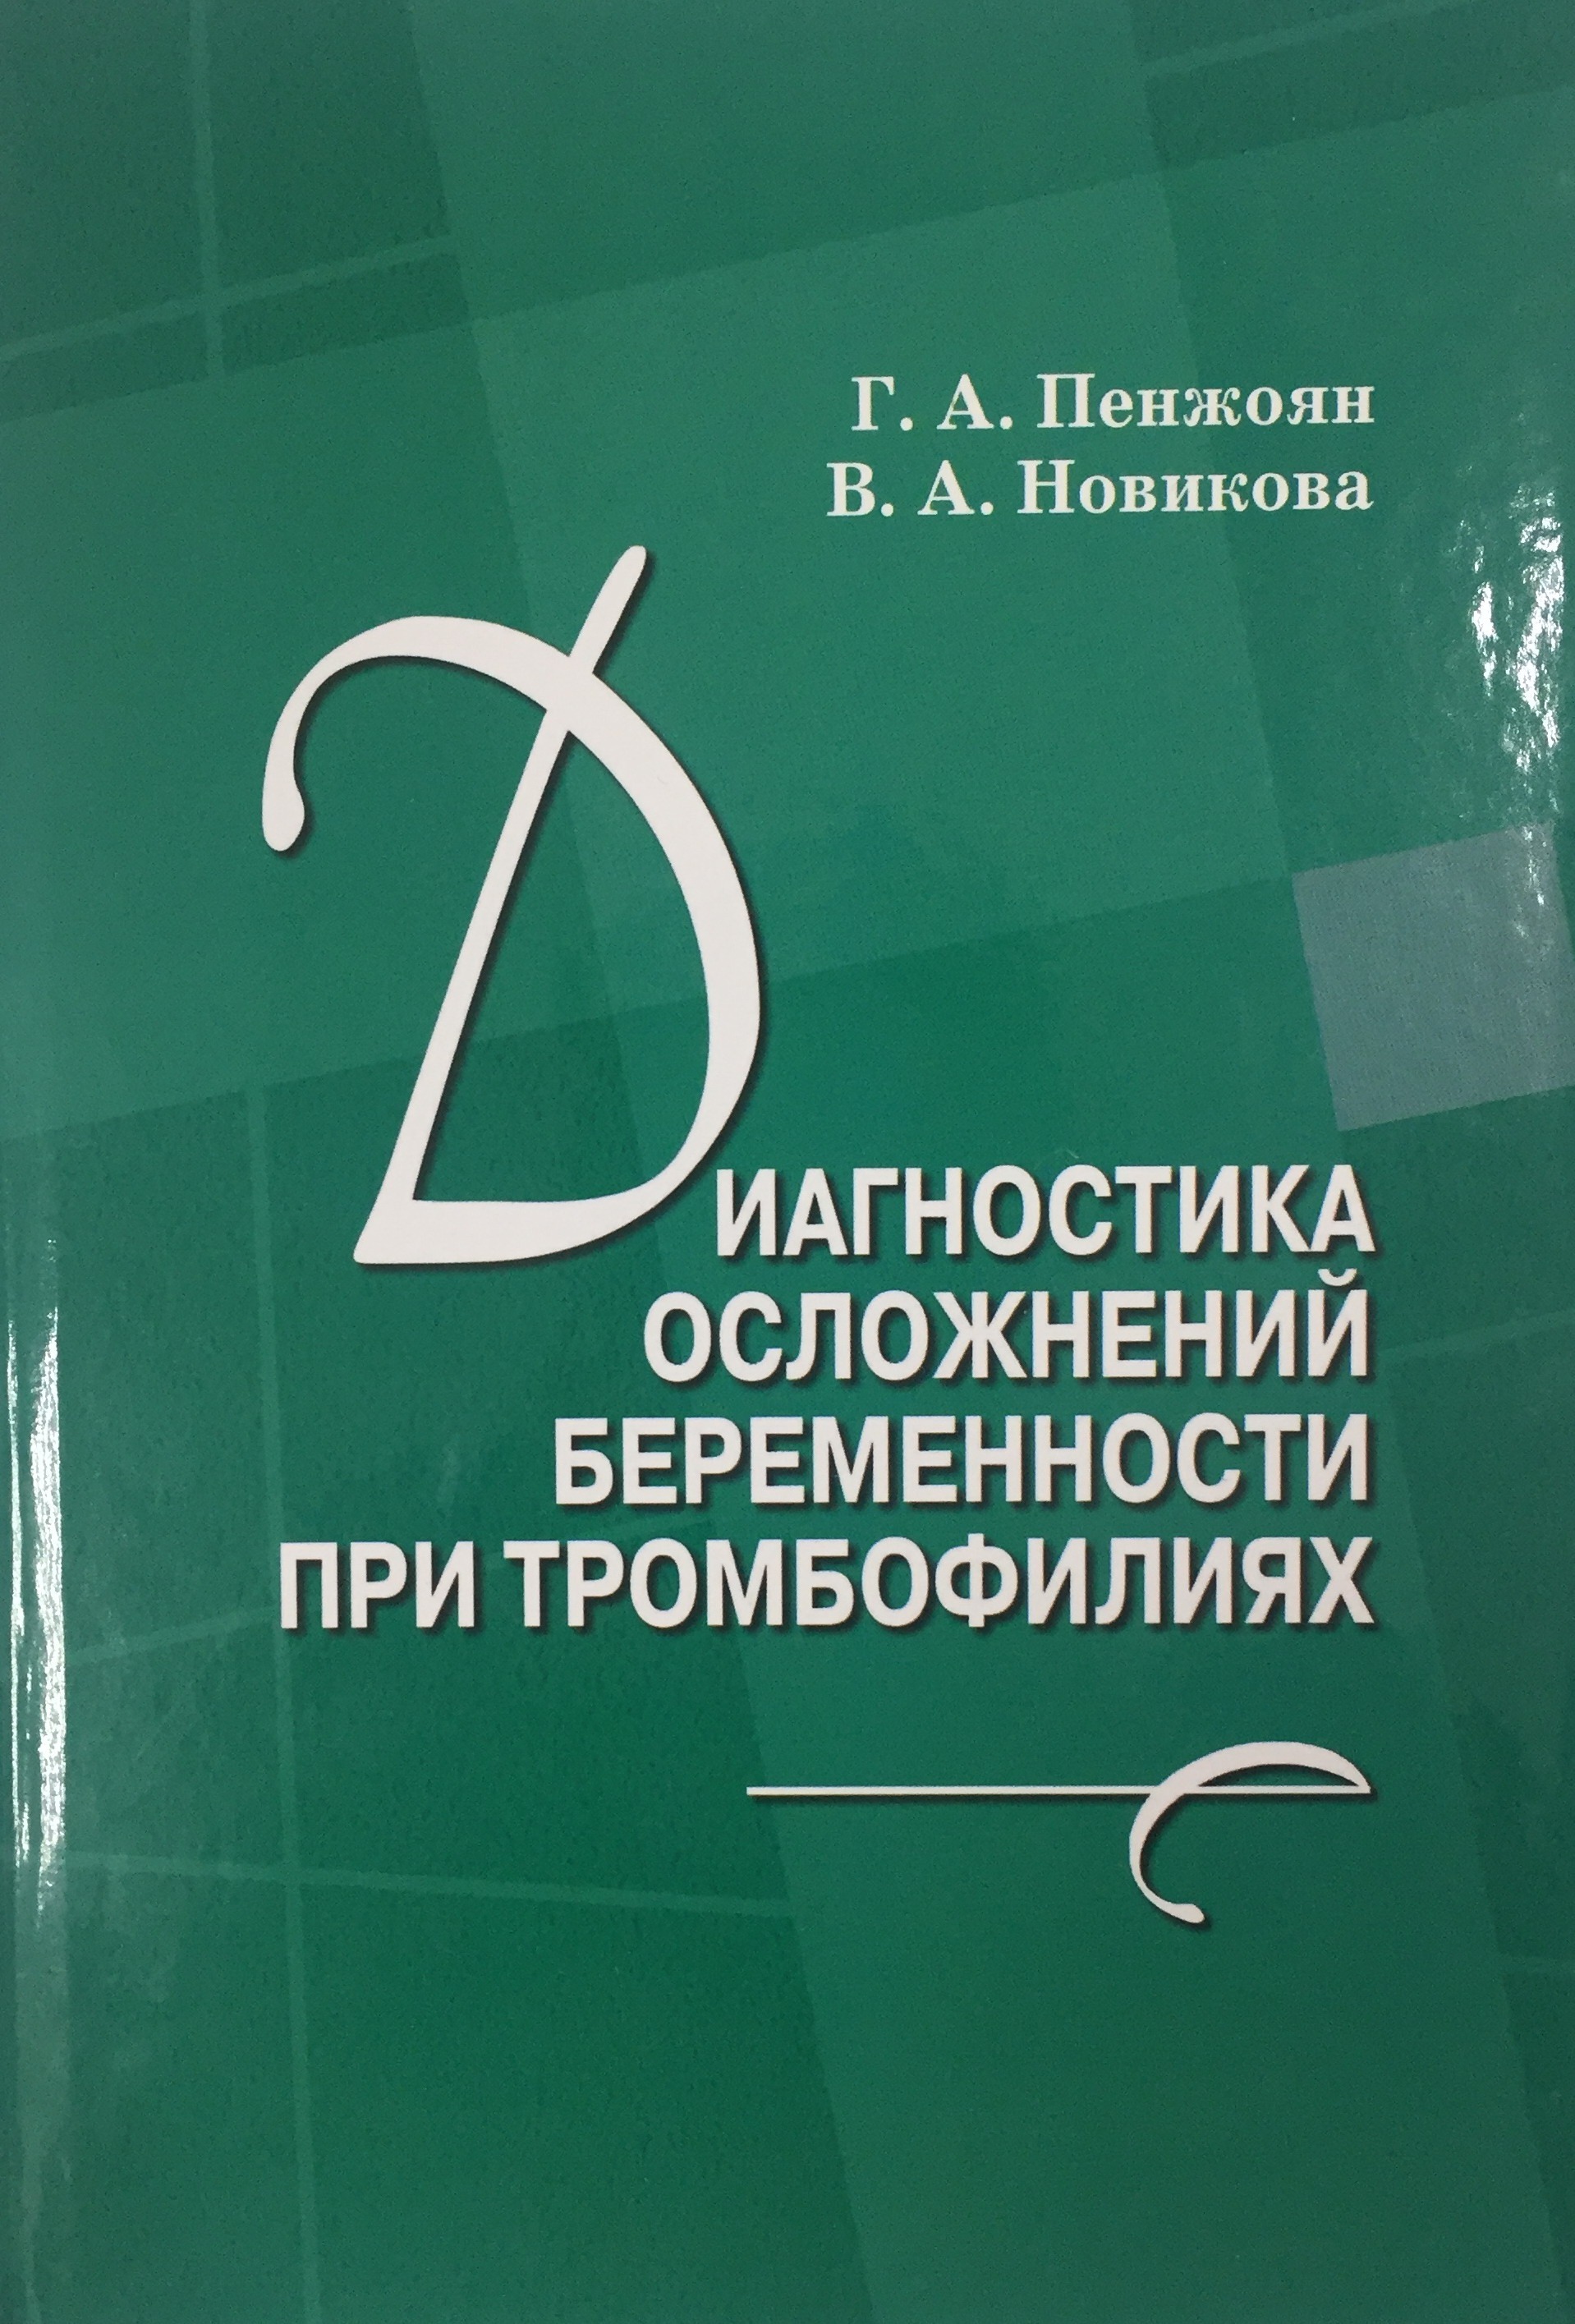 Г. А. Пенжоян
В. А. Новикова
ДИАГНОСТИКА
ОСЛОЖНЕНИЙ
БЕРЕМЕННОСТИ
ПРИ ТРОМБОФИЛИЯХ